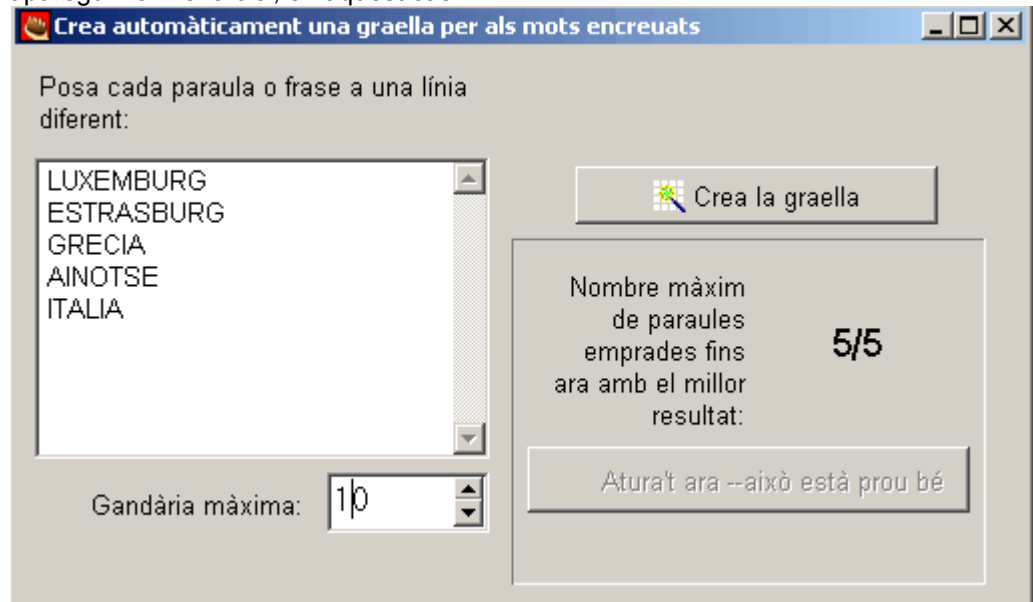 Crea automàticament una graella per als mots encreuats
Posa cada paraula o frase a una línia
diferent:
LUXEMBURG
ESTRASBURG
GRECIA
AINOTSE
ITALIA
Crea la graella
Nombre màxim
de paraules
emprades fins
ara amb el millor
resultat:
5/5
Atura't ara --això està prou bé
Gandària màxima:
10